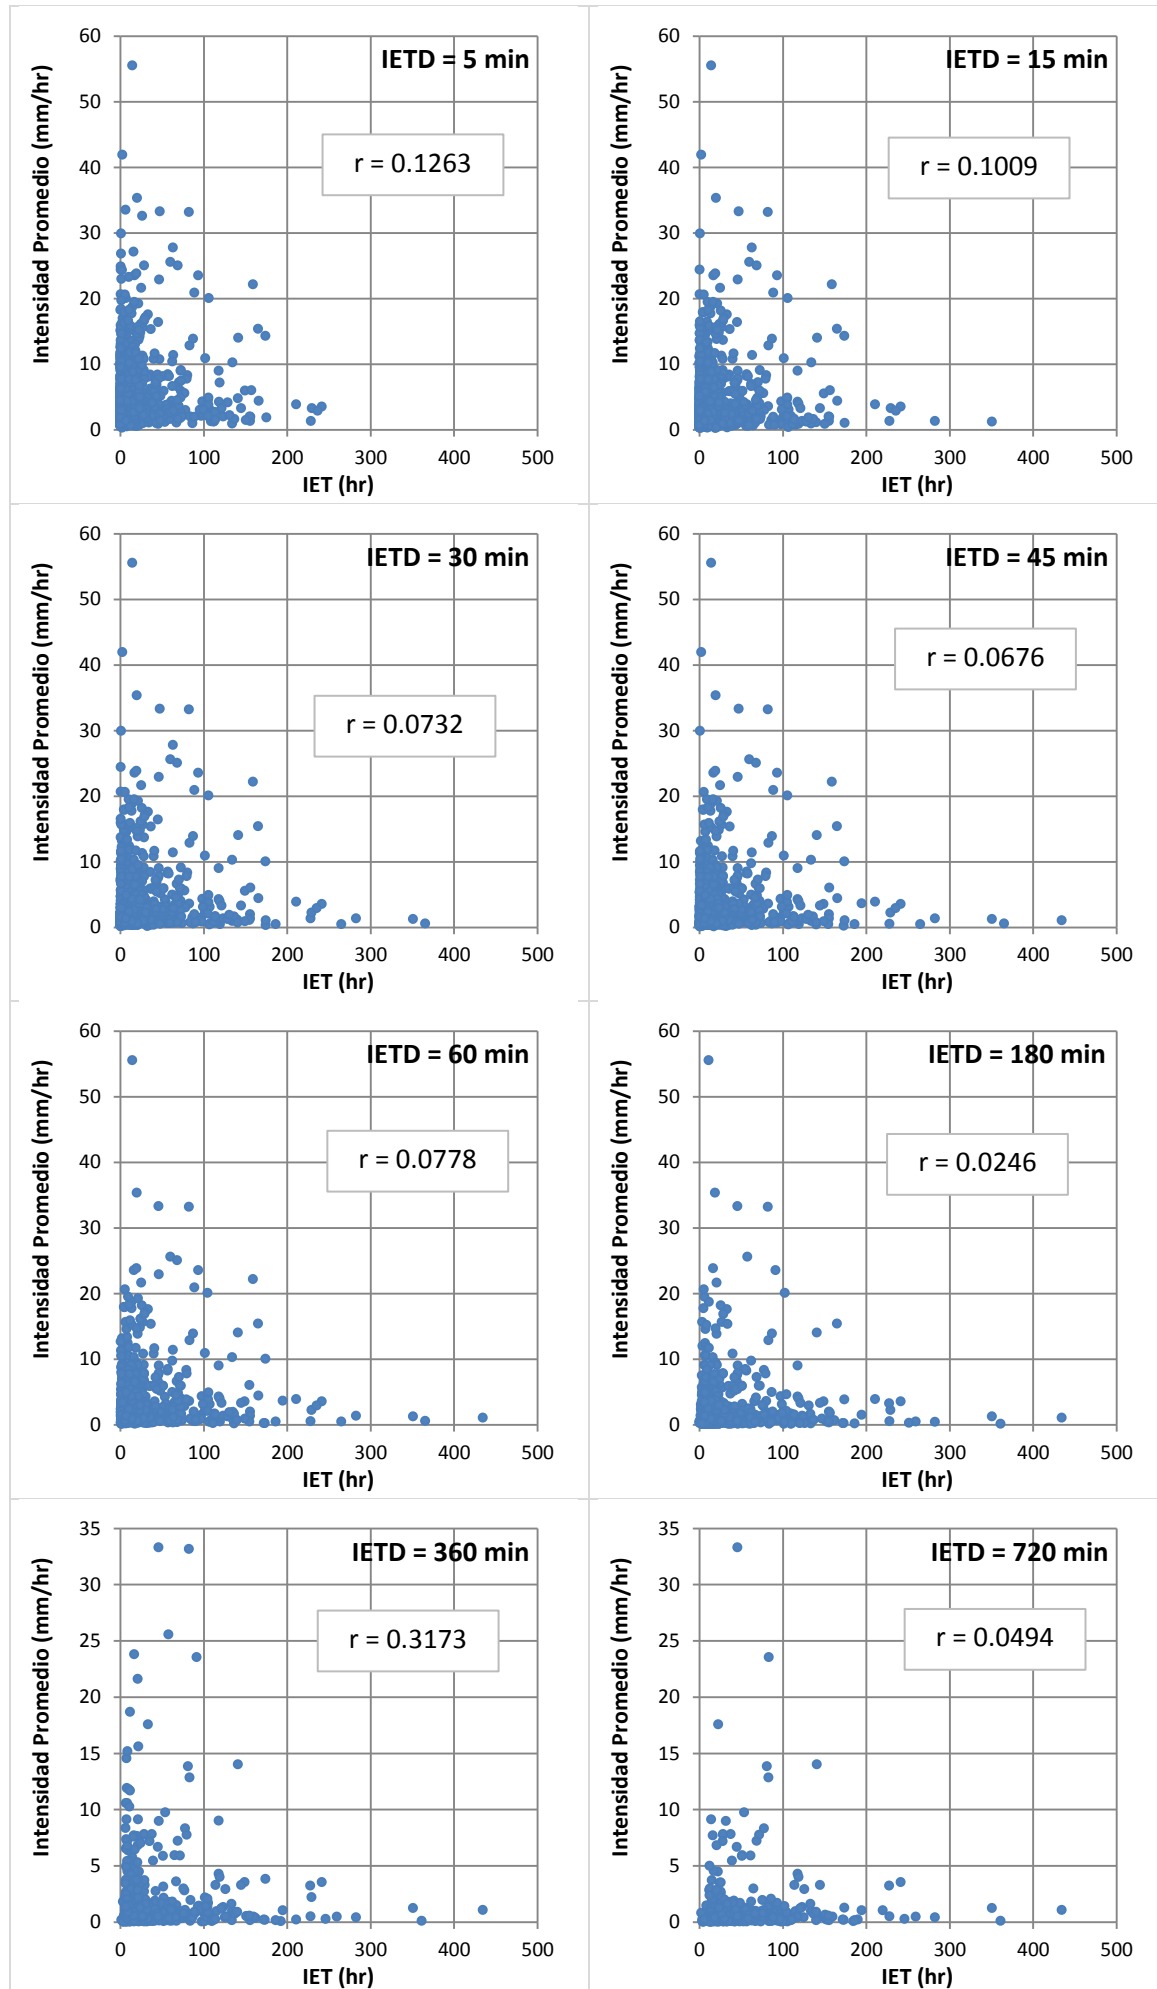 IETD = 5 min
r = 0.1263
Intensidad Promedio (mm/hr)
60
50
40
30
20
10
0
0 100 200 300 400 500
IET (hr)
IETD = 15 min
r = 0.1009
Intensidad Promedio (mm/hr)
60
50
40
30
20
10
0
0 100 200 300 400 500
IET (hr)
IETD = 30 min
r = 0.0732
Intensidad Promedio (mm/hr)
60
50
40
30
20
10
0
0 100 200 300 400 500
IET (hr)
IETD = 45 min
r = 0.0676
Intensidad Promedio (mm/hr)
60
50
40
30
20
10
0
0 100 200 300 400 500
IET (hr)
IETD = 60 min
r = 0.0778
Intensidad Promedio (mm/hr)
60
50
40
30
20
10
0
0 100 200 300 400 500
IET (hr)
IETD = 180 min
r = 0.0246
Intensidad Promedio (mm/hr)
60
50
40
30
20
10
0
0 100 200 300 400 500
IET (hr)
IETD = 360 min
r = 0.3173
Intensidad Promedio (mm/hr)
35
30
25
20
15
10
5
0
0 100 200 300 400 500
IET (hr)
IETD = 720 min
r = 0.0494
Intensidad Promedio (mm/hr)
35
30
25
20
15
10
5
0
0 100 200 300 400 500
IET (hr)